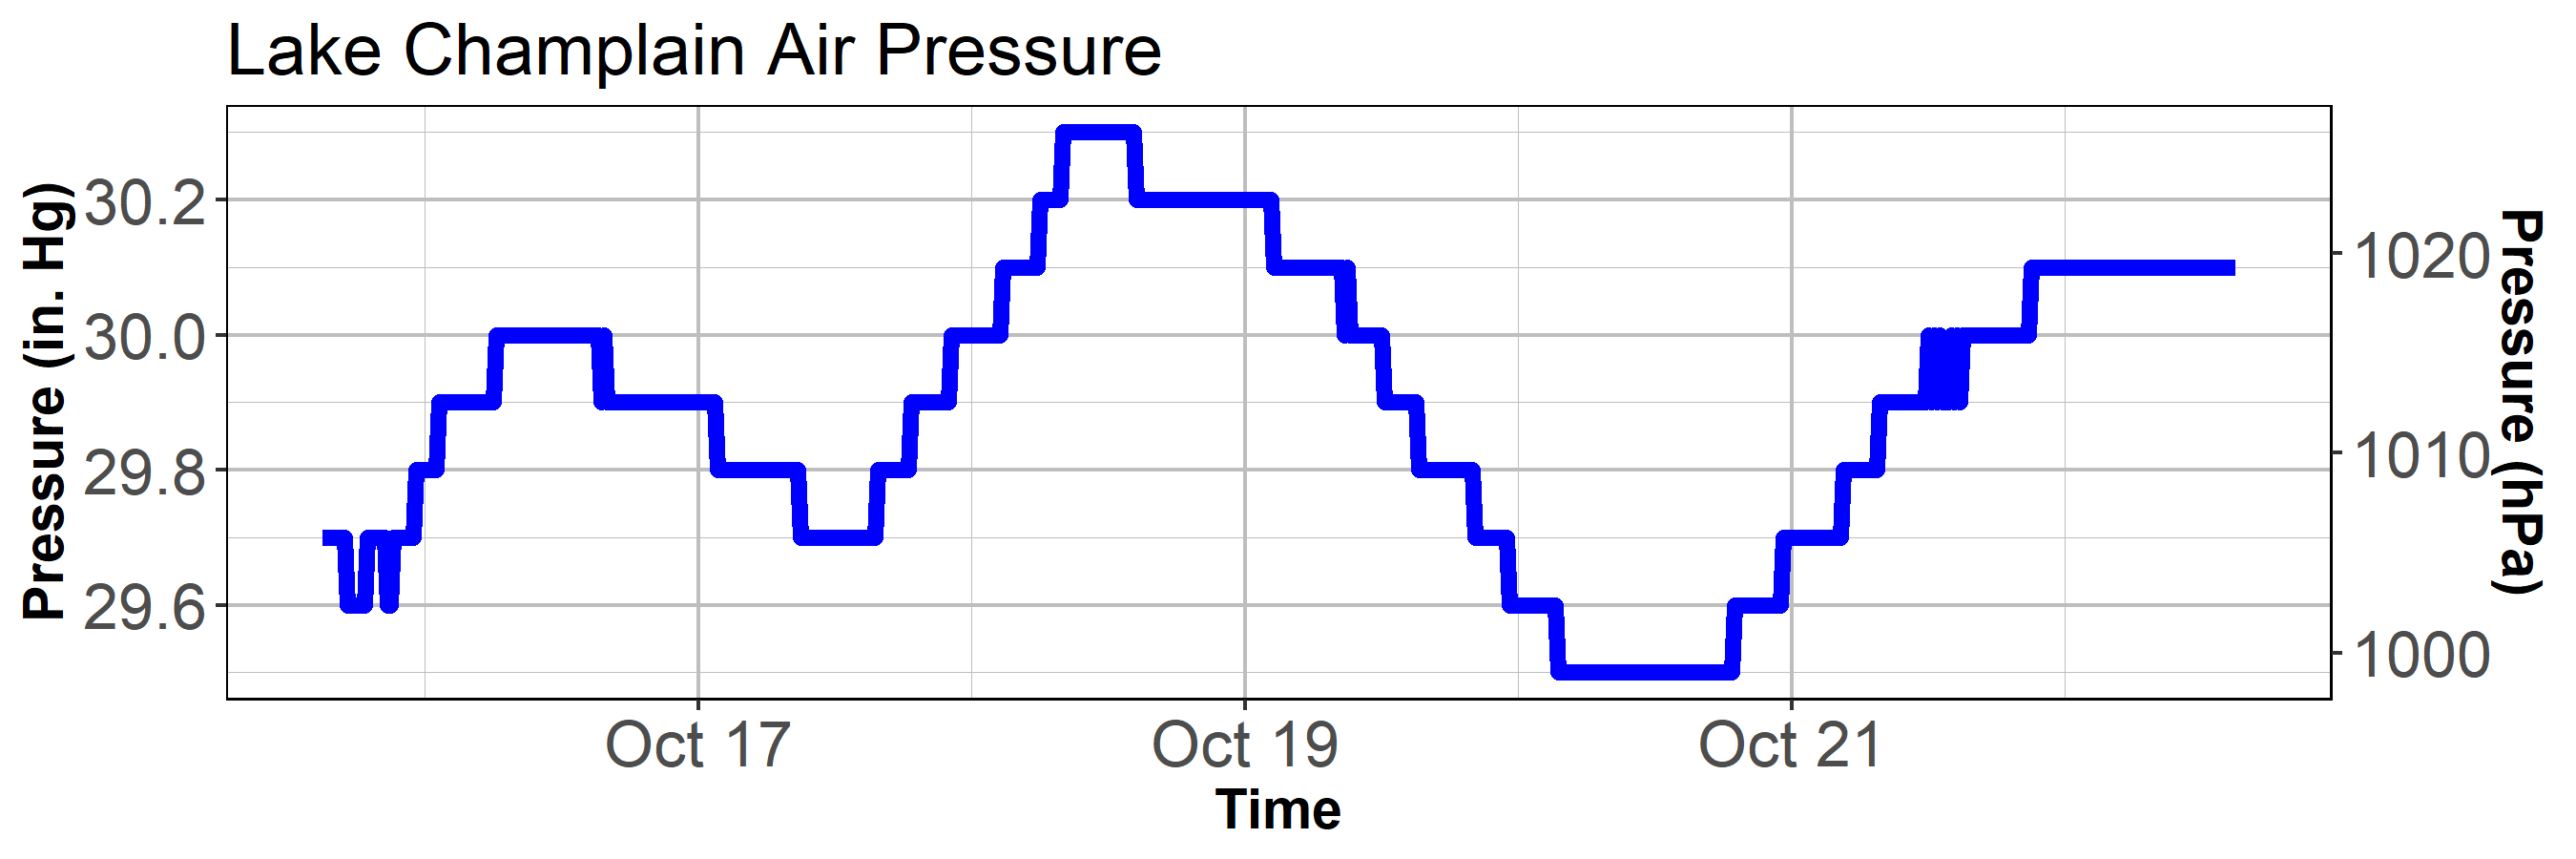 Lake Champlain Air Pressure
Pressure (in. Hg)
30.2
30.0
29.8
29.6
1020
1010
1000
Pressure (hPa)
Oct 17 Oct 19 Oct 21
Time